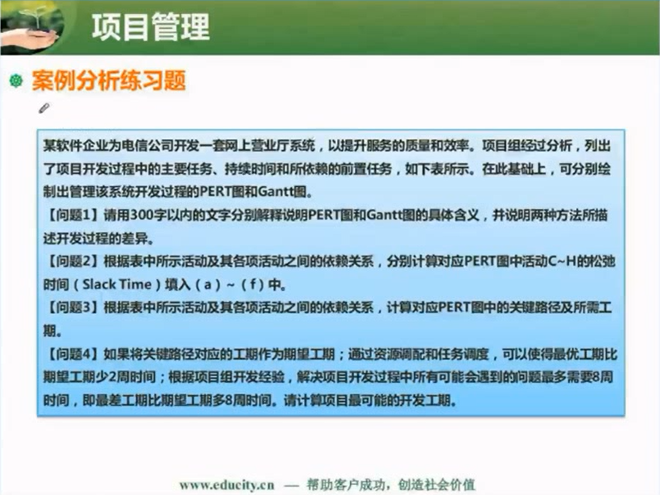 项目管理
案例分析练习题
某软件企业为电信公司开发一套网上营业厅系统，以提升服务的质量和效率。项目组经过分析，列出
了项目开发过程中的主要任务、持续时间和所依赖的前置任务，如下表所示。在此基础上，可分别绘
制出管理该系统开发过程的PERT图和Gantt图。
【问题1】请用300字以内的文字分别解释说明PERT图和Gantt图的具体含义，并说明两种方法所描
述开发过程的差异。
【问题2】根据表中所示活动及其各项活动之间的依赖关系，分别计算对应PERT图中活动C~H的松弛
时间（Slack Time）填入（a）~（f）中。
【问题3】根据表中所示活动及其各项活动之间的依赖关系，计算对应PERT图中的关键路径及所需工
期。
【问题4】如果将关键路径对应的工期作为期望工期；通过资源调配和任务调度，可以使得最优工期比
期望工期少2周时间；根据项目组开发经验，解决项目开发过程中所有可能会遇到的问题最多需要8周
时间，即最差工期比期望工期多8周时间。请计算项目最可能的开发工期。
www.educity.cn — 帮助客户成功，创造社会价值